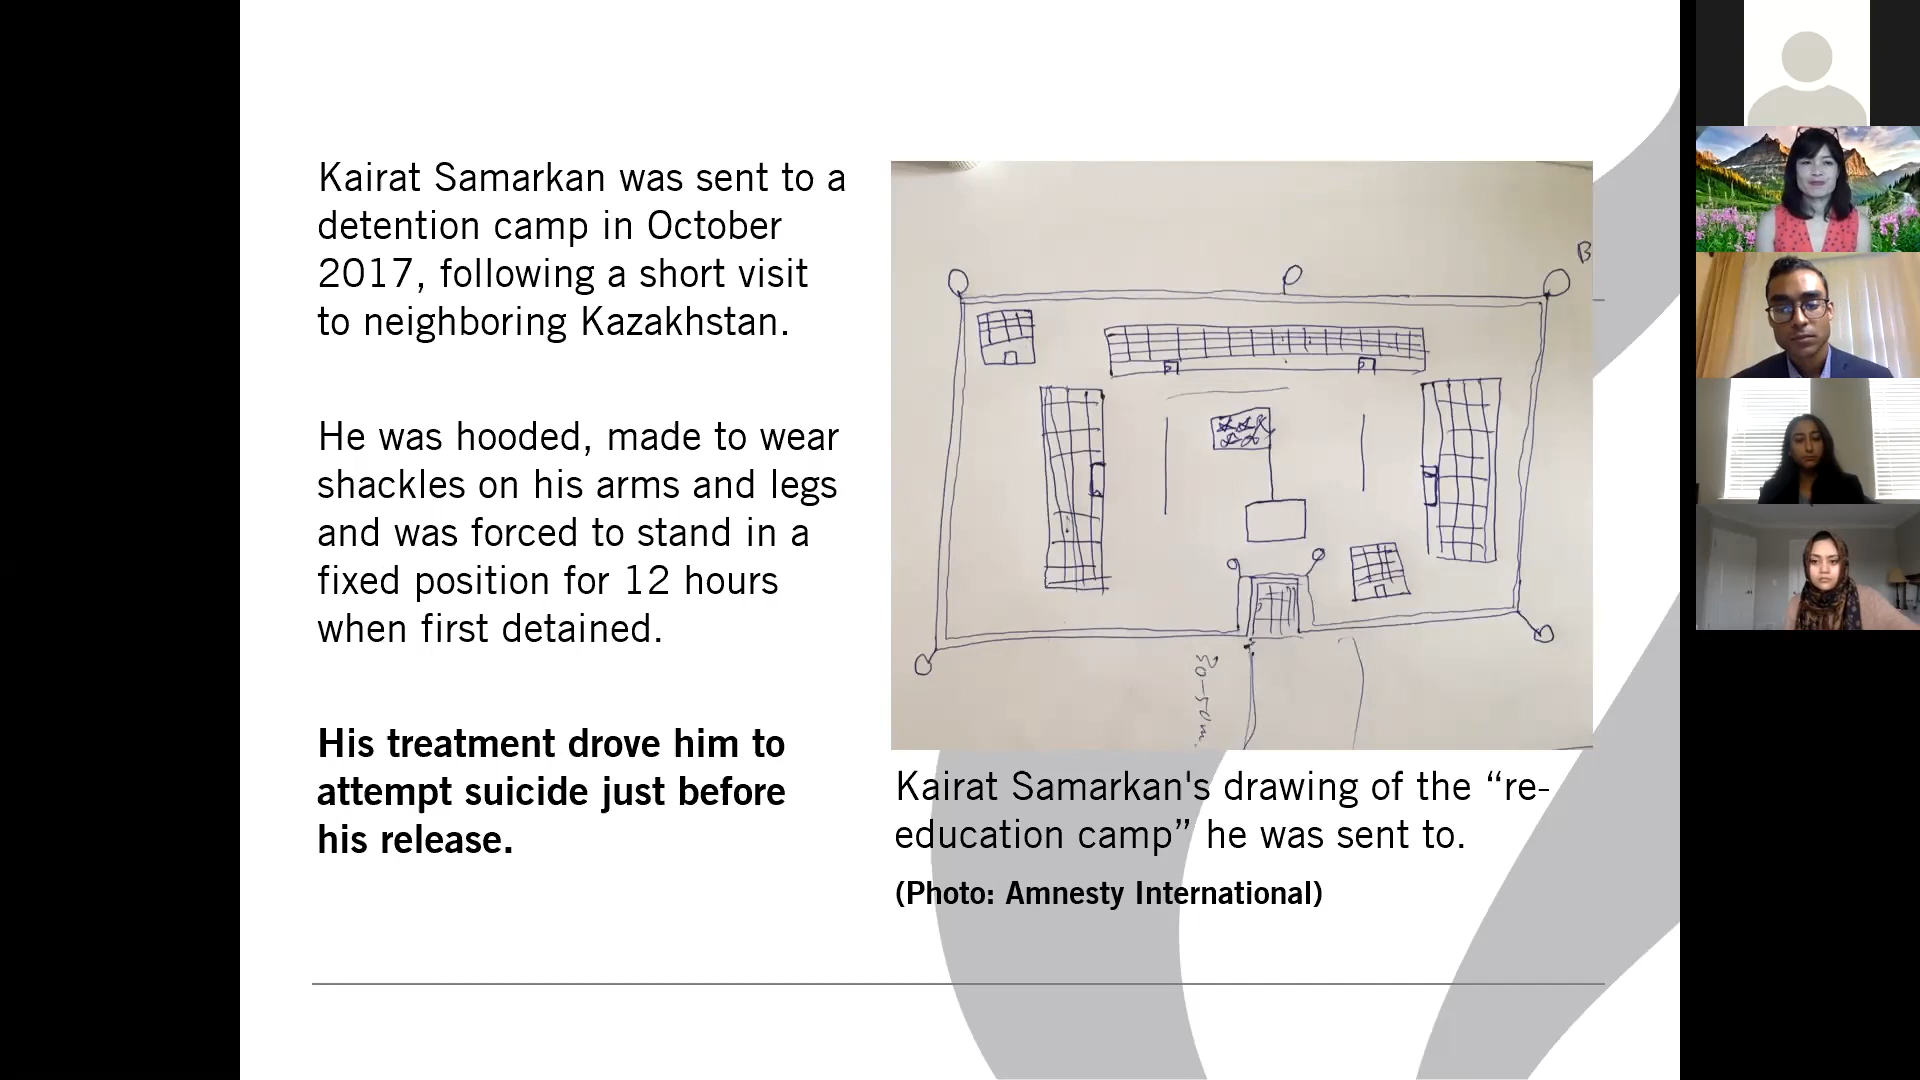 Kairat Samarkan was sent to a
detention camp in October
2017, following a short visit
to neighboring Kazakhstan.
He was hooded, made to wear
shackles on his arms and legs
and was forced to stand in a
fixed position for 12 hours
when first detained.
His treatment drove him to
attempt suicide just before
his release.
B
30-50m.
Kairat Samarkan's drawing of the “re-
education camp” he was sent to.
(Photo: Amnesty International)